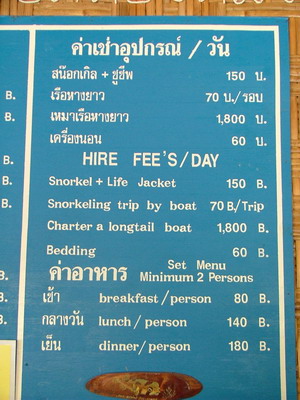 ค่าเช่าอุปกรณ์ / วัน
สน๊อกเกิล + ชูชีพ 150 บ.
เรือหางยาว 70 บ./รอบ
เหมาเรือหางยาว 1,800 บ.
เครื่องนอน 60 บ.
HIRE FEE'S/DAY
Snorkel + Life Jacket 150 B.
Snorkeling trip by boat 70 B/Trip
Charter a longtail boat 1,800 B.
Bedding 60 B.
ค่าอาหาร Set Menu
Minimum 2 Persons
เช้า breakfast/person 80 B.
กลางวัน lunch/person 140 B.
เย็น dinner/person 180 B.
B.
B.
B.
B.
B.
B.